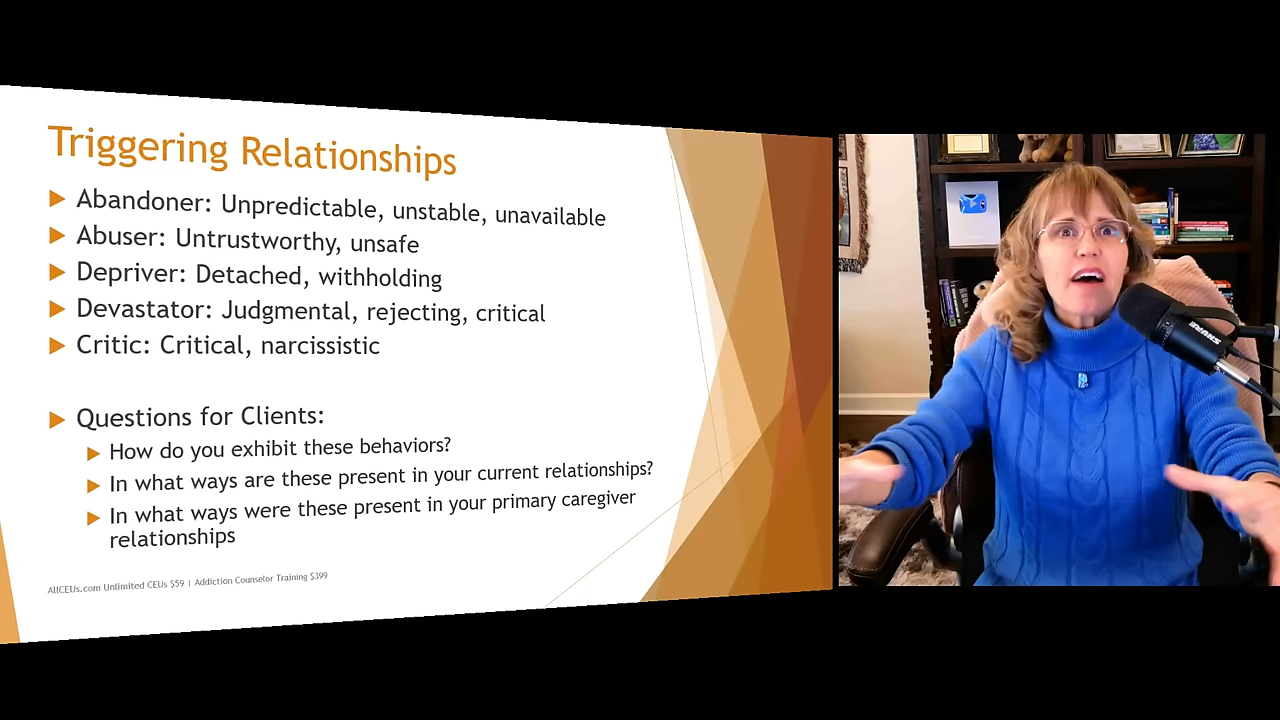 Triggering Relationships
Abandoner: Unpredictable, unstable, unavailable
Abuser: Untrustworthy, unsafe
Depriver: Detached, withholding
Devastator: Judgmental, rejecting, critical
Critic: Critical, narcissistic
Questions for Clients:
How do you exhibit these behaviors?
In what ways are these present in your current relationships?
In what ways were these present in your primary caregiver
relationships
AllCEUs.com Unlimited CEUs $59 | Addiction Counselor Training $399
SHURE